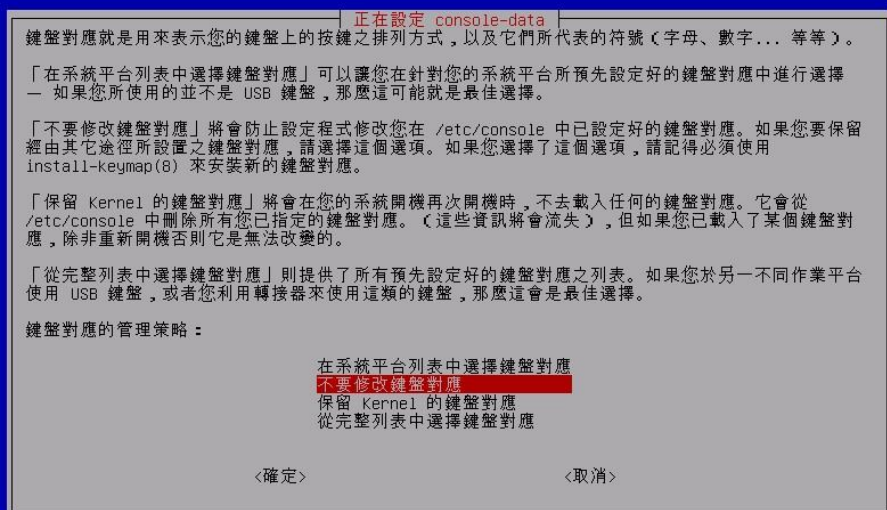 正在設定 console-data
鍵盤對應就是用來表示您的鍵盤上的按鍵之排列方式，以及它們所代表的符號（字母、數字... 等等）。
「在系統平台列表中選擇鍵盤對應」可以讓您在針對您的系統平台所預先設定好的鍵盤對應中進行選擇
— 如果您所使用的並不是 USB 鍵盤，那麼這可能就是最佳選擇。
「不要修改鍵盤對應」將會防止設定程式修改您在 /etc/console 中已設定好的鍵盤對應。如果您要保留
經由其它途徑所設置之鍵盤對應，請選擇這個選項。如果您選擇了這個選項，請記得必須使用
install-keymap(8) 來安裝新的鍵盤對應。
「保留 Kernel 的鍵盤對應」將會在您的系統開機再次開機時，不去載入任何的鍵盤對應。它會從
/etc/console 中刪除所有您已指定的鍵盤對應。（這些資訊將會流失），但如果您已載入了某個鍵盤對
應，除非重新開機否則它是無法改變的。
「從完整列表中選擇鍵盤對應」則提供了所有預先設定好的鍵盤對應之列表。如果您於另一不同作業平台
使用 USB 鍵盤，或者您利用轉接器來使用這類的鍵盤，那麼這會是最佳選擇。
鍵盤對應的管理策略：
在系統平台列表中選擇鍵盤對應
不要修改鍵盤對應
保留 Kernel 的鍵盤對應
從完整列表中選擇鍵盤對應
<確定> <取消>